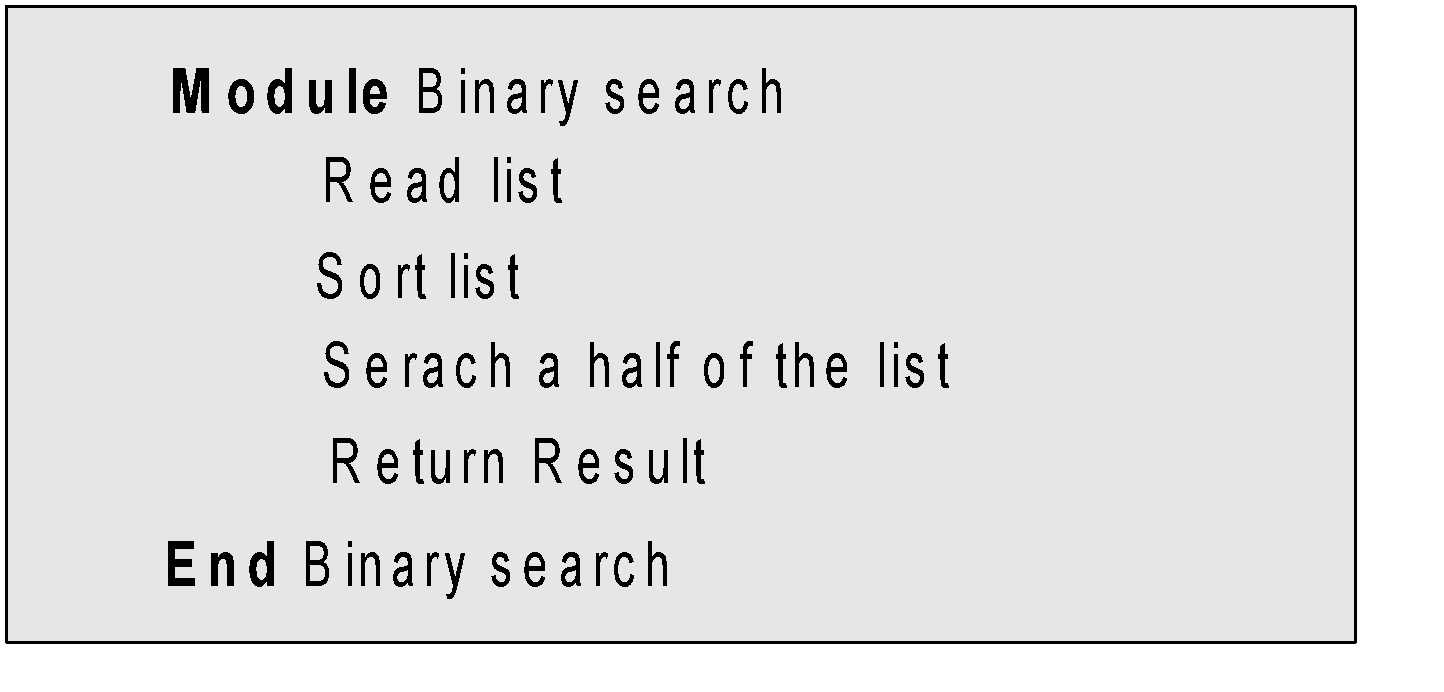 Module Binary search
Read list
Sort list
Serach a half of the list
Return Result
End Binary search